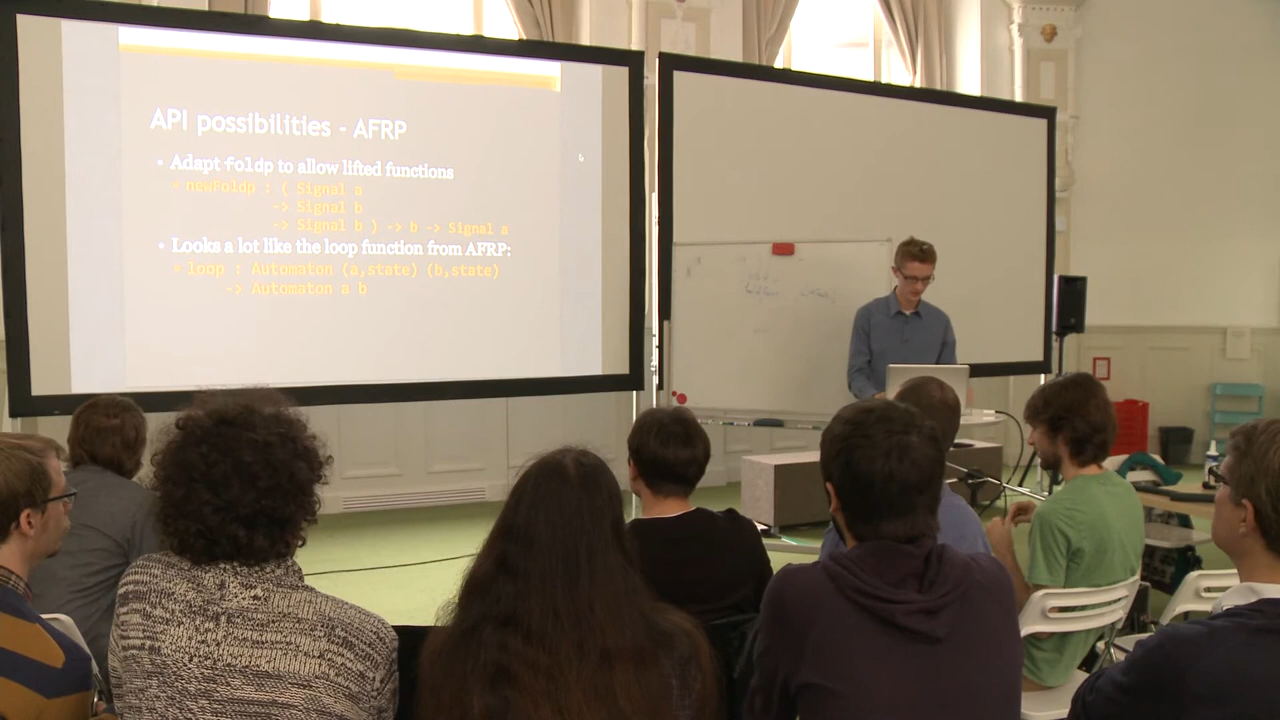 API possibilities - AFRP
• Adapt foldp to allow lifted functions
• newFoldp : ( Signal a
-> Signal b
-> Signal b ) -> b -> Signal a
• Looks a lot like the loop function from AFRP:
• loop : Automaton (a,state) (b,state)
-> Automaton a b